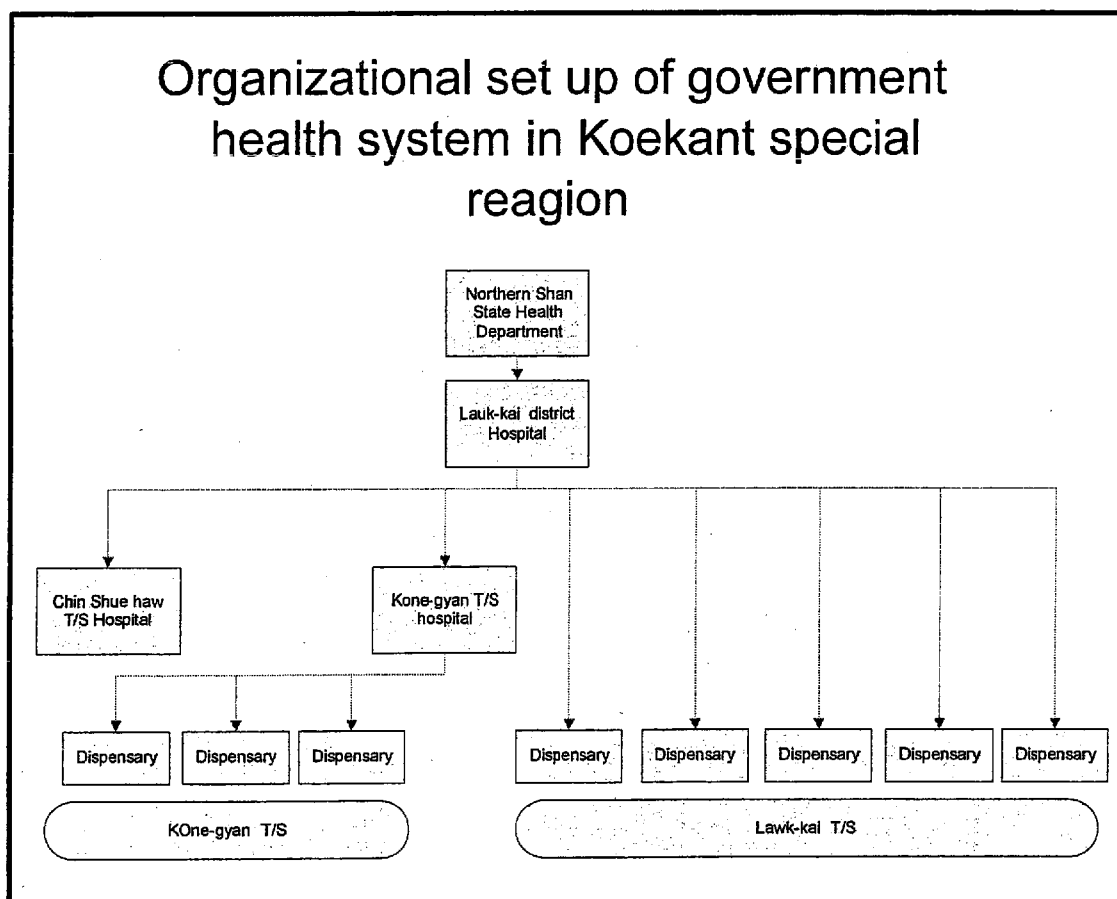 Organizational set up of government
health system in Koekant special
reagion
Northern Shan
State Health
Department
Lauk-kai district
Hospital
Chin Shue haw
T/S Hospital
Kone-gyan T/S
hospital
Dispensary
Dispensary
Dispensary
Dispensary
Dispensary
Dispensary
Dispensary
Dispensary
KOne-gyan T/S
Lawk-kai T/S